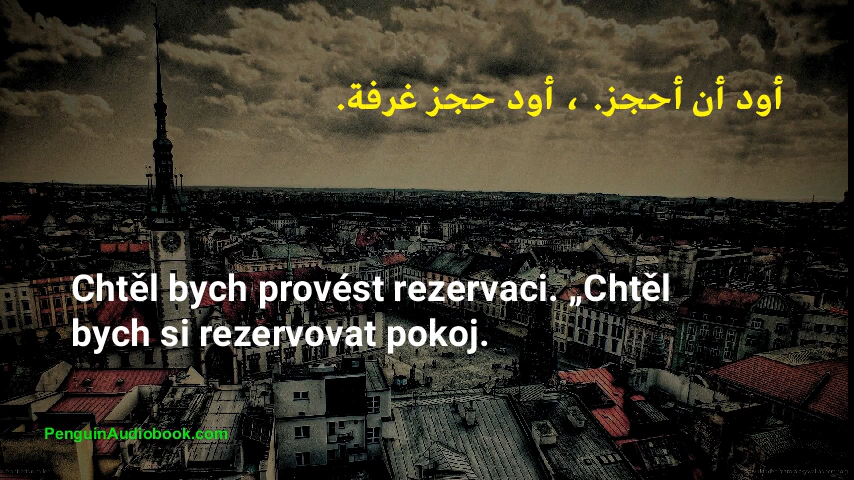 أود أن أحجز. ، أود حجز غرفة.
Chtěl bych provést rezervaci. „Chtěl
bych si rezervovat pokoj.
PenguinAudiobook.com